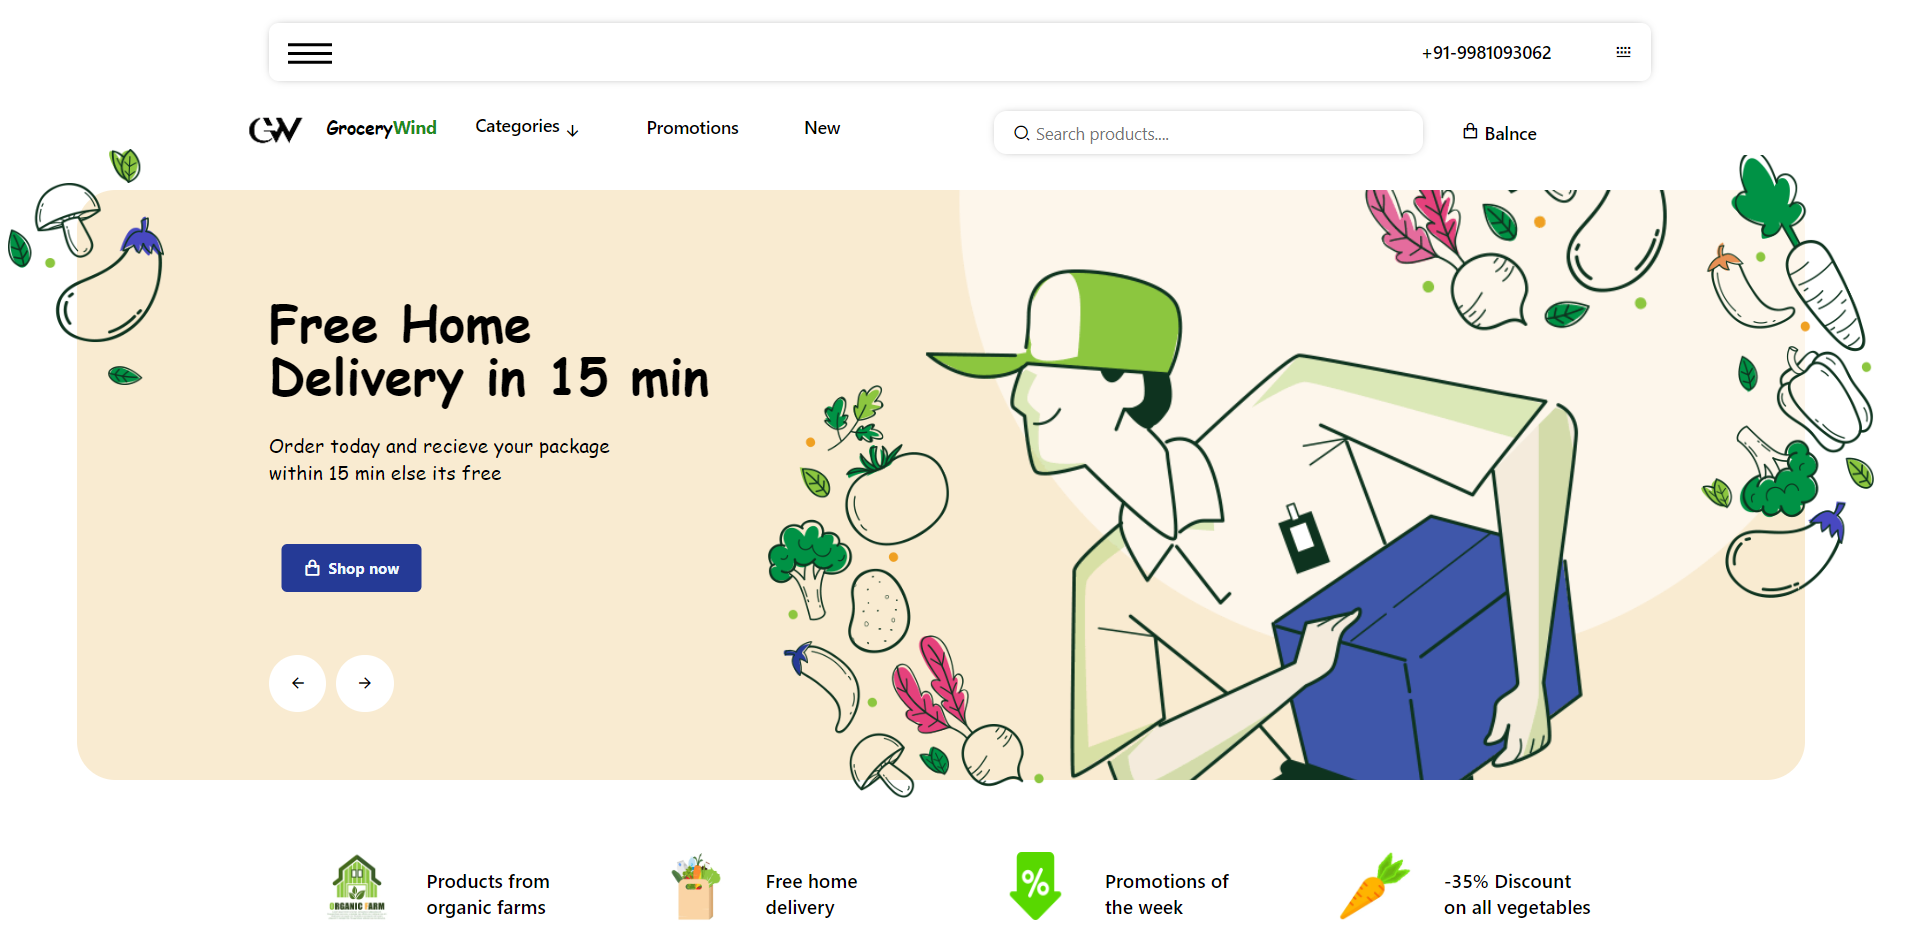 +91-9981093062
GW GroceryWind Categories Promotions New Search products.... Balnce
Free Home
Delivery in 15 min
Order today and recieve your package
within 15 min else its free
Shop now
%
ORGANIC FARM
Products from
organic farms
Free home
delivery
Promotions of
the week
-35% Discount
on all vegetables